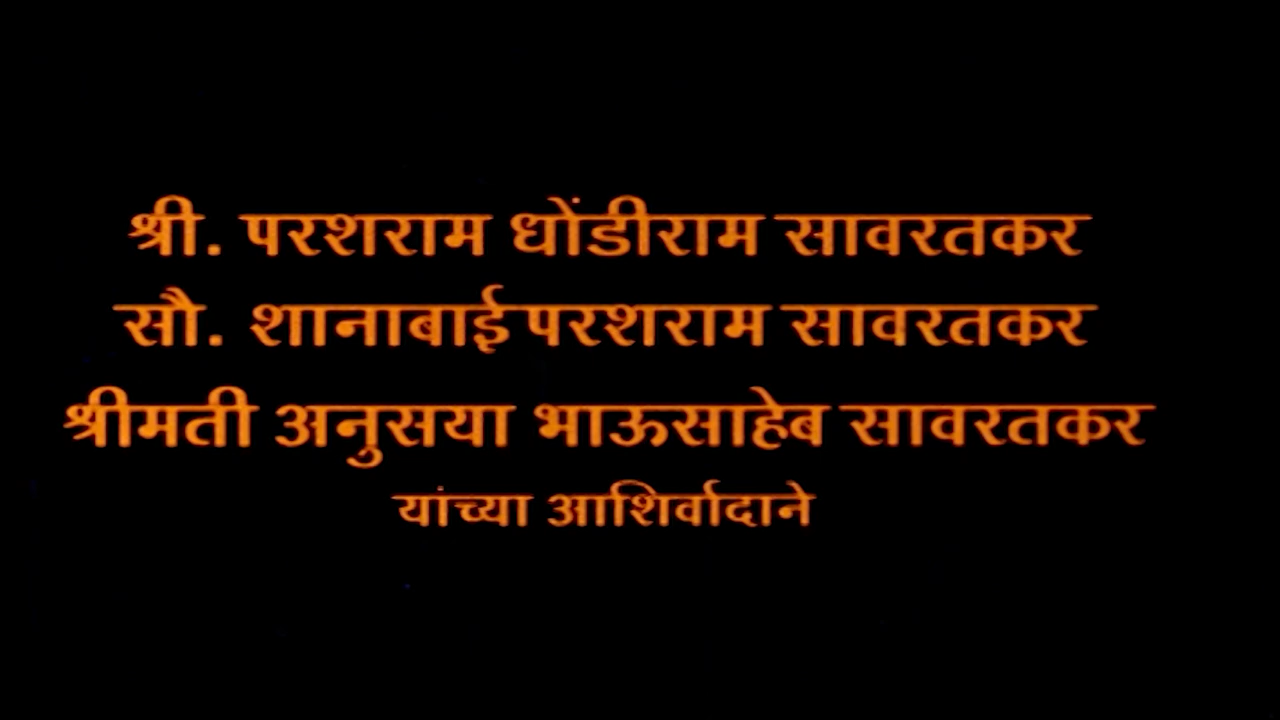 श्री. परशराम धोंडीराम सावरतकर
सौ. शानाबाई परशराम सावरतकर
श्रीमती अनुसया भाऊसाहेब सावरतकर
यांच्या आशिर्वादाने